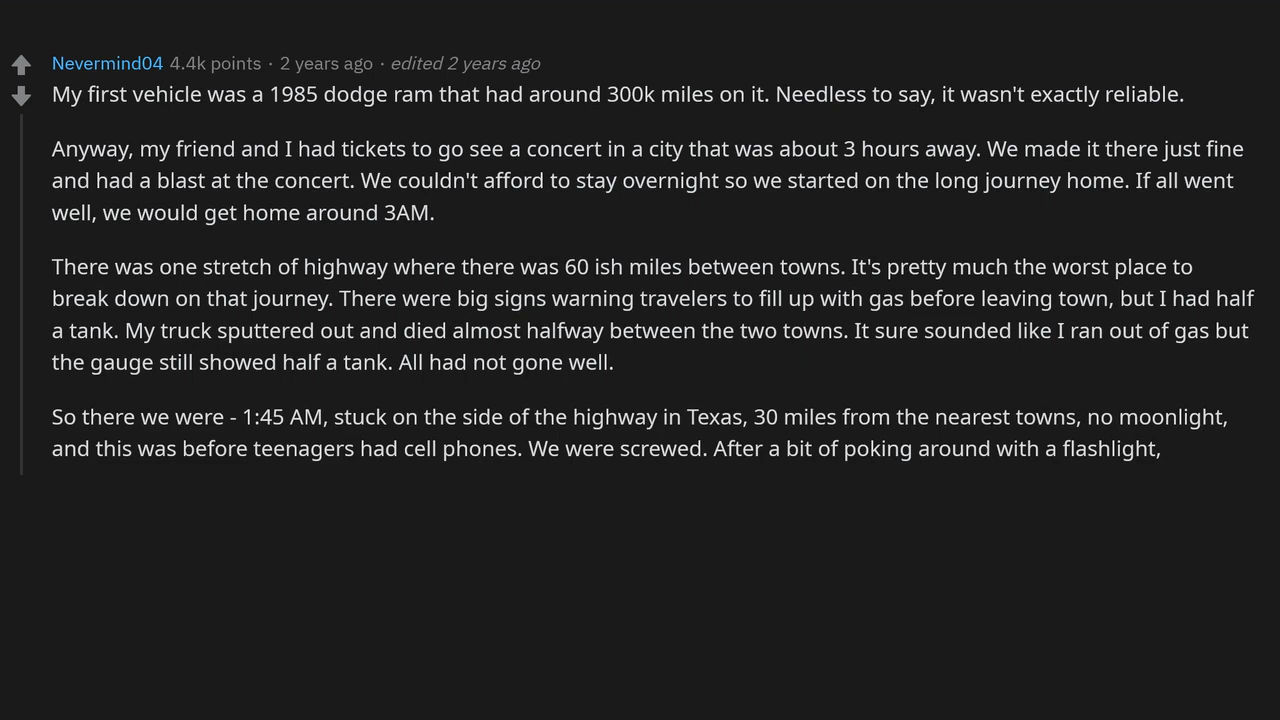 Nevermind04 4.4k points · 2 years ago · edited 2 years ago
My first vehicle was a 1985 dodge ram that had around 300k miles on it. Needless to say, it wasn't exactly reliable.
Anyway, my friend and I had tickets to go see a concert in a city that was about 3 hours away. We made it there just fine
and had a blast at the concert. We couldn't afford to stay overnight so we started on the long journey home. If all went
well, we would get home around 3AM.
There was one stretch of highway where there was 60 ish miles between towns. It's pretty much the worst place to
break down on that journey. There were big signs warning travelers to fill up with gas before leaving town, but I had half
a tank. My truck sputtered out and died almost halfway between the two towns. It sure sounded like I ran out of gas but
the gauge still showed half a tank. All had not gone well.
So there we were - 1:45 AM, stuck on the side of the highway in Texas, 30 miles from the nearest towns, no moonlight,
and this was before teenagers had cell phones. We were screwed. After a bit of poking around with a flashlight,